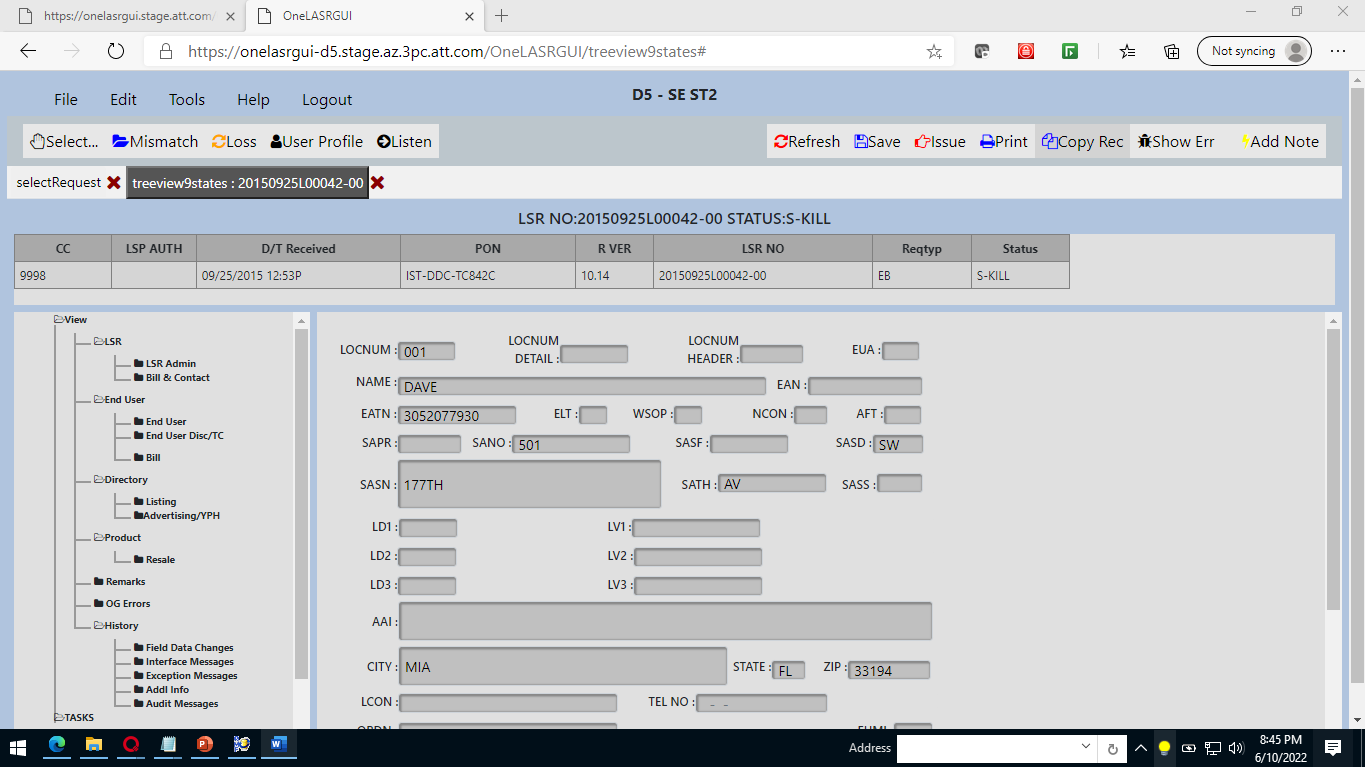 https://onelasrgui.stage.att.com/
OneLASRGUI
https://onelasrgui-d5.stage.az.3pc.att.com/OneLASRGUI/treeview9states#
Not syncing
File Edit Tools Help Logout
D5 - SE ST2
Select... Mismatch Loss User Profile Listen
Refresh Save Issue Print Copy Rec Show Err Add Note
selectRequest treeview9states : 20150925L00042-00
LSR NO:20150925L00042-00 STATUS:S-KILL
CC LSP AUTH D/T Received PON R VER LSR NO Reqtyp Status
9998 09/25/2015 12:53P IST-DDC-TC842C 10.14 20150925L00042-00 EB S-KILL
View
LSR
LSR Admin
Bill & Contact
End User
End User
End User Disc/TC
Bill
Directory
Listing
Advertising/YPH
Product
Resale
Remarks
OG Errors
History
Field Data Changes
Interface Messages
Exception Messages
Addl Info
Audit Messages
TASKS
LOCNUM : 001 LOCNUM DETAIL : LOCNUM HEADER : EUA :
NAME : DAVE EAN :
EATN : 3052077930 ELT : WSOP : NCON : AFT :
SAPR : SANO : 501 SASF : SASD : SW
SASN : 177TH SATH : AV SASS :
LD1 : LV1 :
LD2 : LV2 :
LD3 : LV3 :
AAI :
CITY : MIA STATE : FL ZIP : 33194
LCON : TEL NO : - -
Address
8:45 PM
6/10/2022